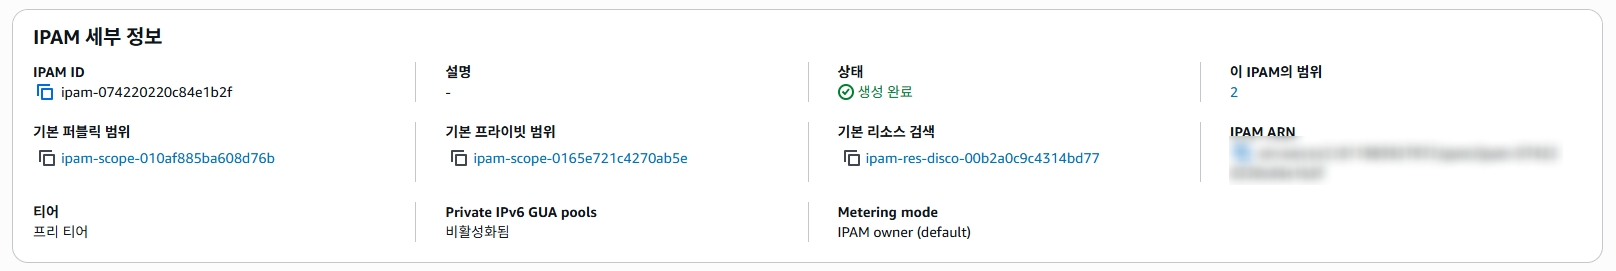 IPAM 세부 정보
IPAM ID
ipam-074220220c84e1b2f
설명
-
상태
생성 완료
이 IPAM의 범위
2
기본 퍼블릭 범위
ipam-scope-010af885ba608d76b
기본 프라이빗 범위
ipam-scope-0165e721c4270ab5e
기본 리소스 검색
ipam-res-disco-00b2a0c9c4314bd77
IPAM ARN
티어
프리 티어
Private IPv6 GUA pools
비활성화됨
Metering mode
IPAM owner (default)